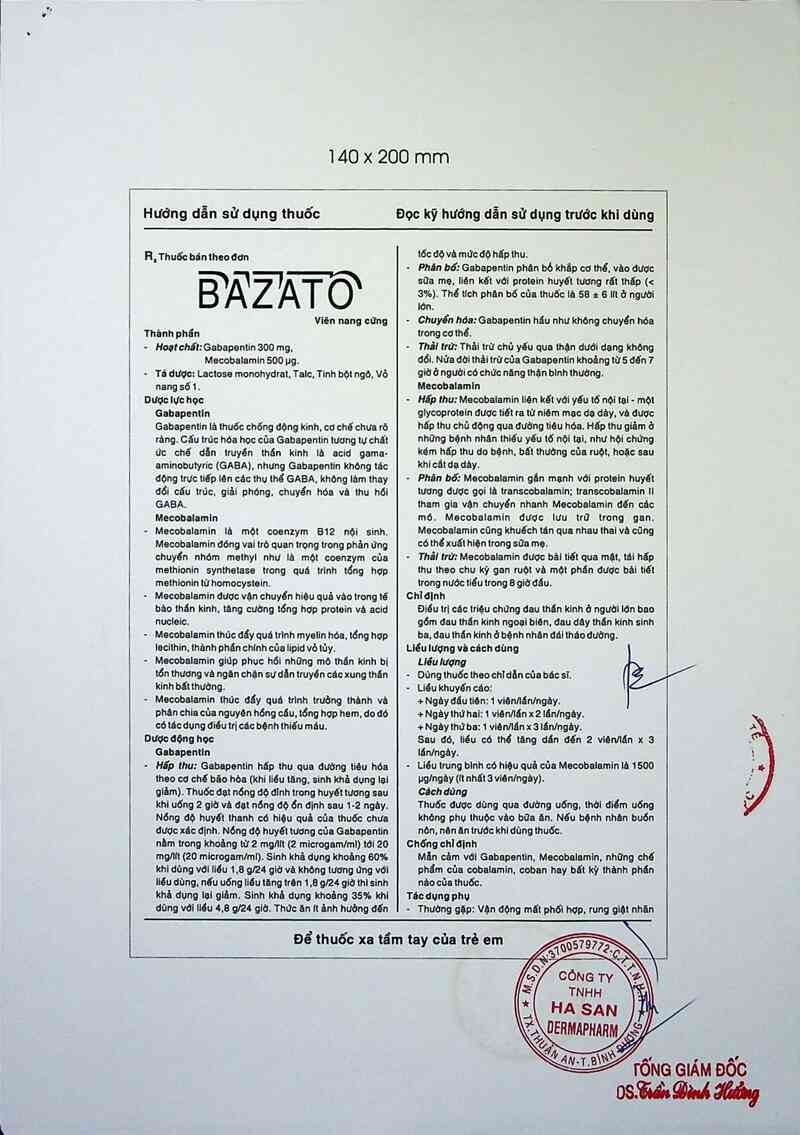 140 x 200 mm
Hướng dẫn sử dụng thuốc
Đọc kỹ hướng dẫn sử dụng trước khi dùng
Rx Thuốc bán theo đơn
BAZATO
Viên nang cứng
Thành phần
- Hoạt chất: Gabapentin 300 mg,
Mecobalamin 500 µg.
- Tá dược: Lactose monohydrat, Talc, Tinh bột ngô, Vỏ
nang số 1.
Dược lực học
Gabapentin
Gabapentin là thuốc chống động kinh, cơ chế chưa rõ
ràng. Cấu trúc hóa học của Gabapentin tương tự chất
ức chế dẫn truyền thần kinh là acid gama-
aminobutyric (GABA), nhưng Gabapentin không tác
động trực tiếp lên các thụ thể GABA, không làm thay
đổi cấu trúc, giải phóng, chuyển hóa và thu hồi
GABA.
Mecobalamin
- Mecobalamin là một coenzym B12 nội sinh.
Mecobalamin đóng vai trò quan trọng trong phản ứng
chuyển nhóm methyl như là một coenzym của
methionin synthetase trong quá trình tổng hợp
methionin từ homocystein.
- Mecobalamin được vận chuyển hiệu quả vào trong tế
bào thần kinh, tăng cường tổng hợp protein và acid
nucleic.
- Mecobalamin thúc đẩy quá trình myelin hóa, tổng hợp
lecithin, thành phần chính của lipid vỏ tủy.
- Mecobalamin giúp phục hồi những mô thần kinh bị
tổn thương và ngăn chặn sự dẫn truyền các xung thần
kinh bất thường.
- Mecobalamin thúc đẩy quá trình trưởng thành và
phân chia của nguyên hồng cầu, tổng hợp hem, do đó
có tác dụng điều trị các bệnh thiếu máu.
Dược động học
Gabapentin
- Hấp thu: Gabapentin hấp thu qua đường tiêu hóa
theo cơ chế bão hòa (khi liều tăng, sinh khả dụng lại
giảm). Thuốc đạt nồng độ đỉnh trong huyết tương sau
khi uống 2 giờ và đạt nồng độ ổn định sau 1-2 ngày.
Nồng độ huyết thanh có hiệu quả của thuốc chưa
được xác định. Nồng độ huyết tương của Gabapentin
nằm trong khoảng từ 2 mg/lít (2 microgam/ml) tới 20
mg/lít (20 microgam/ml). Sinh khả dụng khoảng 60%
khi dùng với liều 1,8 g/24 giờ và không tương ứng với
liều dùng, nếu uống liều tăng trên 1,8 g/24 giờ thì sinh
khả dụng lại giảm. Sinh khả dụng khoảng 35% khi
dùng với liều 4,8 g/24 giờ. Thức ăn ít ảnh hưởng đến
tốc độ và mức độ hấp thu.
- Phân bố: Gabapentin phân bố khắp cơ thể, vào được
sữa mẹ, liên kết với protein huyết tương rất thấp (<
3%). Thể tích phân bố của thuốc là 58 ± 6 lít ở người
lớn.
- Chuyển hóa: Gabapentin hầu như không chuyển hóa
trong cơ thể.
- Thải trừ: Thải trừ chủ yếu qua thận dưới dạng không
đổi. Nửa đời thải trừ của Gabapentin khoảng từ 5 đến 7
giờ ở người có chức năng thận bình thường.
Mecobalamin
- Hấp thu: Mecobalamin liên kết với yếu tố nội tại - một
glycoprotein được tiết ra từ niêm mạc dạ dày, và được
hấp thu chủ động qua đường tiêu hóa. Hấp thu giảm ở
những bệnh nhân thiếu yếu tố nội tại, như hội chứng
kém hấp thu do bệnh, bất thường của ruột, hoặc sau
khi cắt dạ dày.
- Phân bố: Mecobalamin gắn mạnh với protein huyết
tương được gọi là transcobalamin; transcobalamin II
tham gia vận chuyển nhanh Mecobalamin đến các
mô. Mecobalamin được lưu trữ trong gan.
Mecobalamin cũng khuếch tán qua nhau thai và cũng
có thể xuất hiện trong sữa mẹ.
- Thải trừ: Mecobalamin được bài tiết qua mật, tái hấp
thu theo chu kỳ gan ruột và một phần được bài tiết
trong nước tiểu trong 8 giờ đầu.
Chỉ định
Điều trị các triệu chứng đau thần kinh ở người lớn bao
gồm đau thần kinh ngoại biên, đau dây thần kinh sinh
ba, đau thần kinh ở bệnh nhân đái tháo đường.
Liều lượng và cách dùng
Liều lượng
- Dùng thuốc theo chỉ dẫn của bác sĩ.
- Liều khuyến cáo:
+ Ngày đầu tiên: 1 viên/lần/ngày.
+ Ngày thứ hai: 1 viên/lần x 2 lần/ngày.
+ Ngày thứ ba: 1 viên/lần x 3 lần/ngày.
Sau đó, liều có thể tăng dần đến 2 viên/lần x 3
lần/ngày.
- Liều trung bình có hiệu quả của Mecobalamin là 1500
µg/ngày (ít nhất 3 viên/ngày).
Cách dùng
Thuốc được dùng qua đường uống, thời điểm uống
không phụ thuộc vào bữa ăn. Nếu bệnh nhân buồn
nôn, nên ăn trước khi dùng thuốc.
Chống chỉ định
Mẫn cảm với Gabapentin, Mecobalamin, những chế
phẩm của cobalamin, coban hay bất kỳ thành phần
nào của thuốc.
Tác dụng phụ
- Thường gặp: Vận động mất phối hợp, rung giật nhãn
Để thuốc xa tầm tay của trẻ em
M.S.D.N:3700579772-C.T.T.N.H.H
CÔNG TY
TNHH
HA SAN
DERMAPHARM
TX.THUẬN AN-T.BÌNH DƯƠNG
TỔNG GIÁM ĐỐC
DS.Trần Đình Hưởng